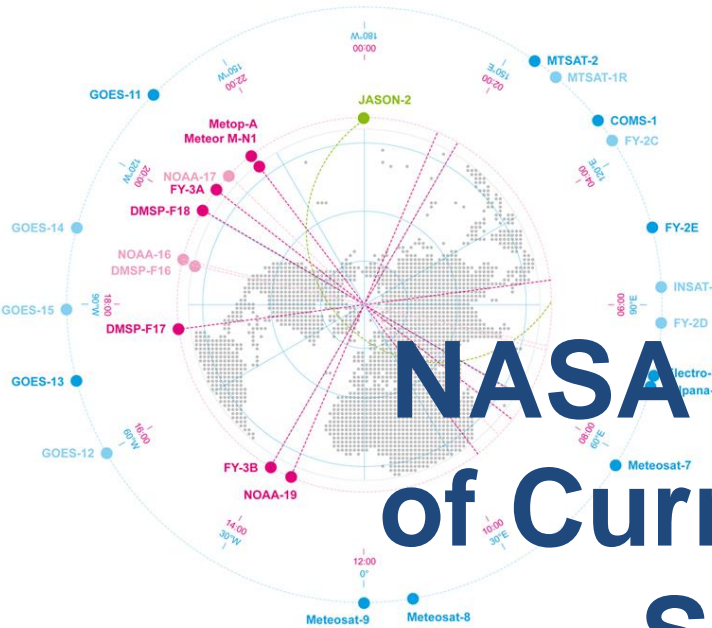 180°W
00:00
150°W
22:00
150°E
02:00
MTSAT-2
MTSAT-1R
GOES-11
JASON-2
COMS-1
FY-2C
Metop-A
Meteor M-N1
120°W
20:00
120°E
04:00
NOAA-17
FY-3A
DMSP-F18
GOES-14
FY-2E
NOAA-16
DMSP-F16
INSAT-
GOES-15
90°W
18:00
06:00
90°E
FY-2D
DMSP-F17
GOES-13
NASA
60°W
16:00
08:00
60°E
GOES-12
FY-3B
NOAA-19
Meteosat-7
of Curr
14:00
30°W
10:00
30°E
12:00
0°
Meteosat-9
Meteosat-8
S